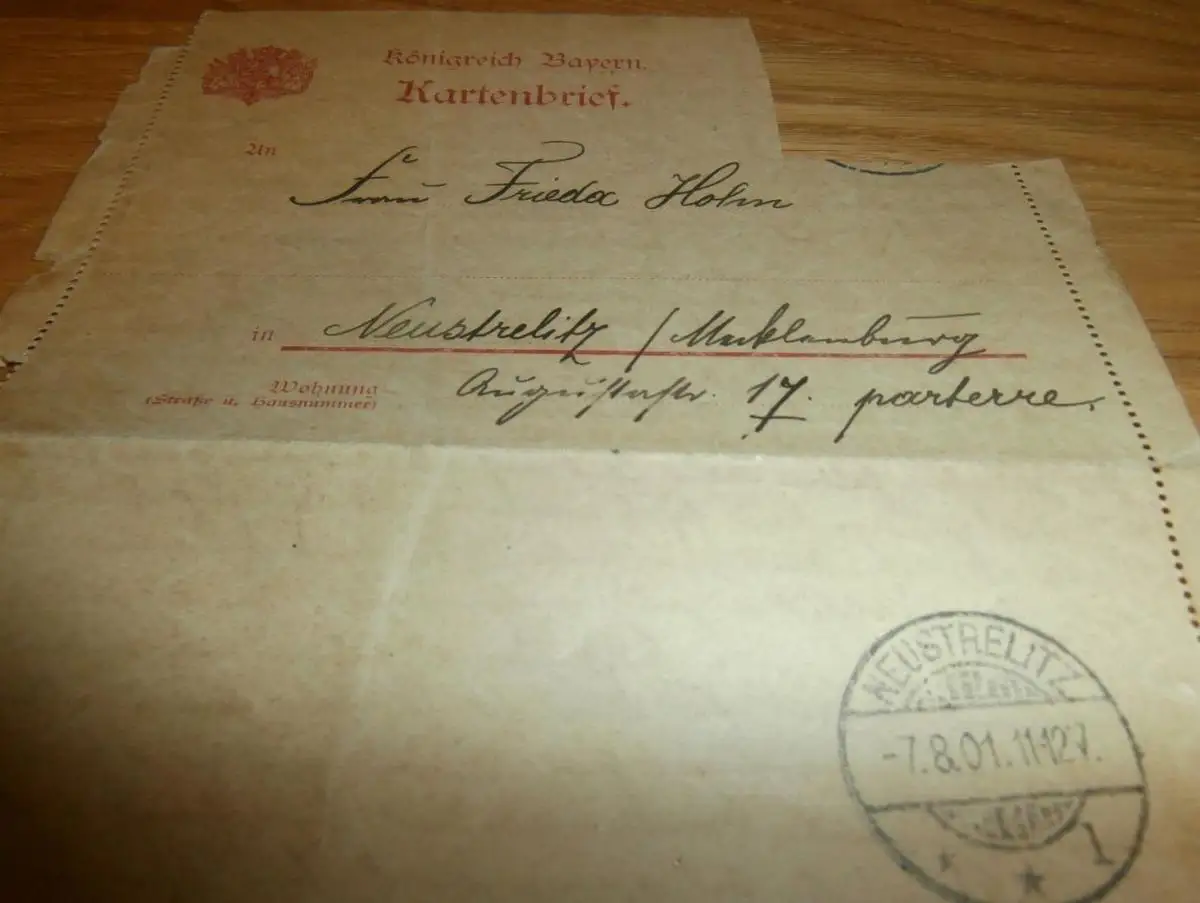 Königreich Bayern.
Kartenbrief.
An
Frau Frieda Holm
in Neustrelitz / Mecklenburg
Wohnung
(Straße u. Hausnummer)
Augustastr. 17. parterre.
NEUSTRELITZ
-7.8.01.11-12V.
* * 1